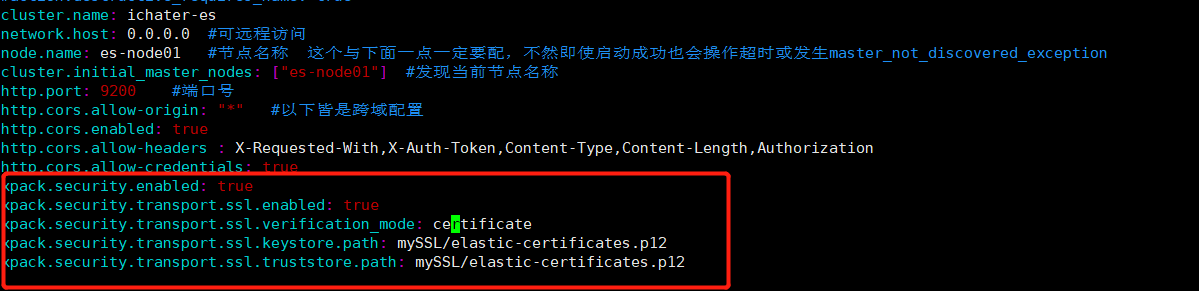 cluster.name: ichater-es
network.host: 0.0.0.0  #可远程访问
node.name: es-node01   #节点名称  这个与下面一点一定要配，不然即使启动成功也会操作超时或发生master_not_discovered_exception
cluster.initial_master_nodes: ["es-node01"]  #发现当前节点名称
http.port: 9200    #端口号
http.cors.allow-origin: "*"   #以下皆是跨域配置
http.cors.enabled: true
http.cors.allow-headers : X-Requested-With,X-Auth-Token,Content-Type,Content-Length,Authorization
http.cors.allow-credentials: true
xpack.security.enabled: true
xpack.security.transport.ssl.enabled: true
xpack.security.transport.ssl.verification_mode: certificate
xpack.security.transport.ssl.keystore.path: mySSL/elastic-certificates.p12
xpack.security.transport.ssl.truststore.path: mySSL/elastic-certificates.p12